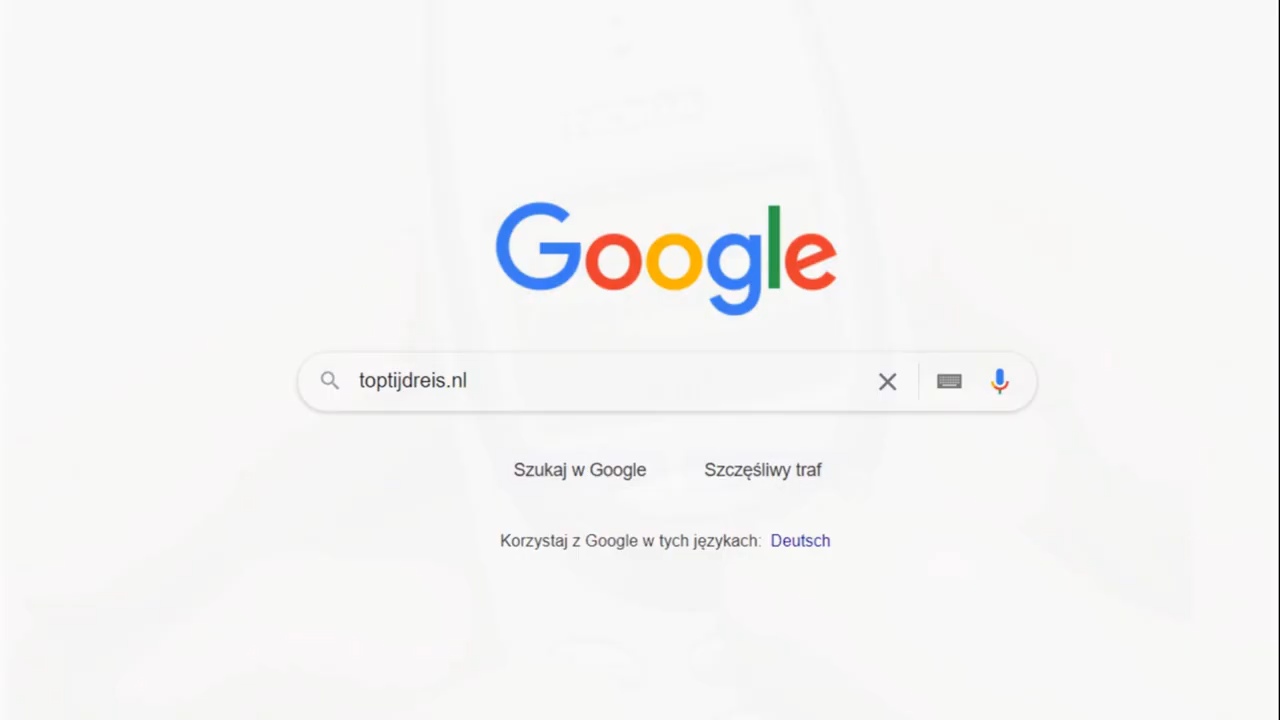 Google
toptijdreis.nl
Szukaj w Google Szczęśliwy traf
Korzystaj z Google w tych językach: Deutsch